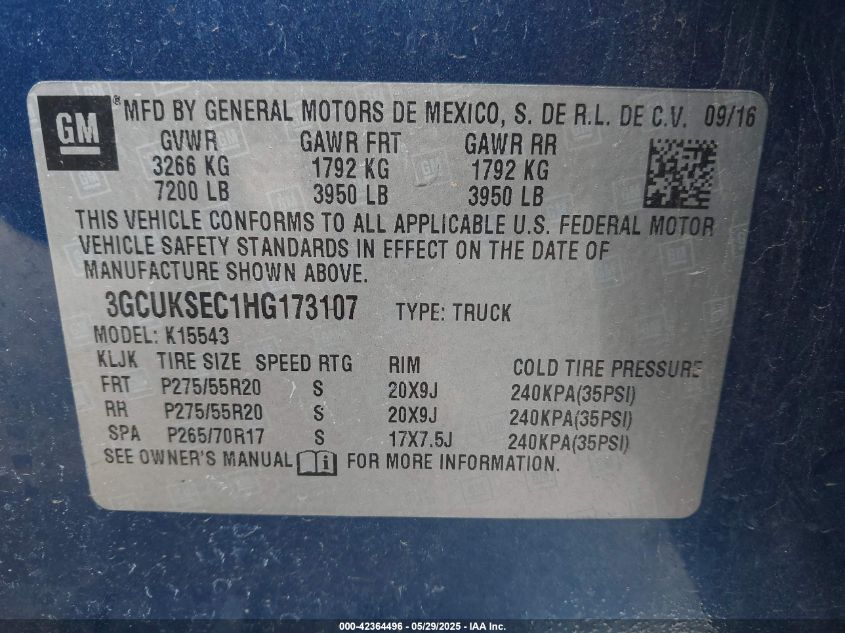 GM ® MFD BY GENERAL MOTORS DE MEXICO, S. DE R.L. DE C.V. 09/16
GVWR GAWR FRT GAWR RR
3266 KG 1792 KG 1792 KG
7200 LB 3950 LB 3950 LB
THIS VEHICLE CONFORMS TO ALL APPLICABLE U.S. FEDERAL MOTOR
VEHICLE SAFETY STANDARDS IN EFFECT ON THE DATE OF
MANUFACTURE SHOWN ABOVE.
3GCUKSEC1HG173107 TYPE: TRUCK
MODEL: K15543
KLJK TIRE SIZE SPEED RTG RIM COLD TIRE PRESSURE
FRT P275/55R20 S 20X9J 240KPA(35PSI)
RR P275/55R20 S 20X9J 240KPA(35PSI)
SPA P265/70R17 S 17X7.5J 240KPA(35PSI)
SEE OWNER'S MANUAL i FOR MORE INFORMATION.
000-42364496 - 05/29/2025 - IAA Inc.